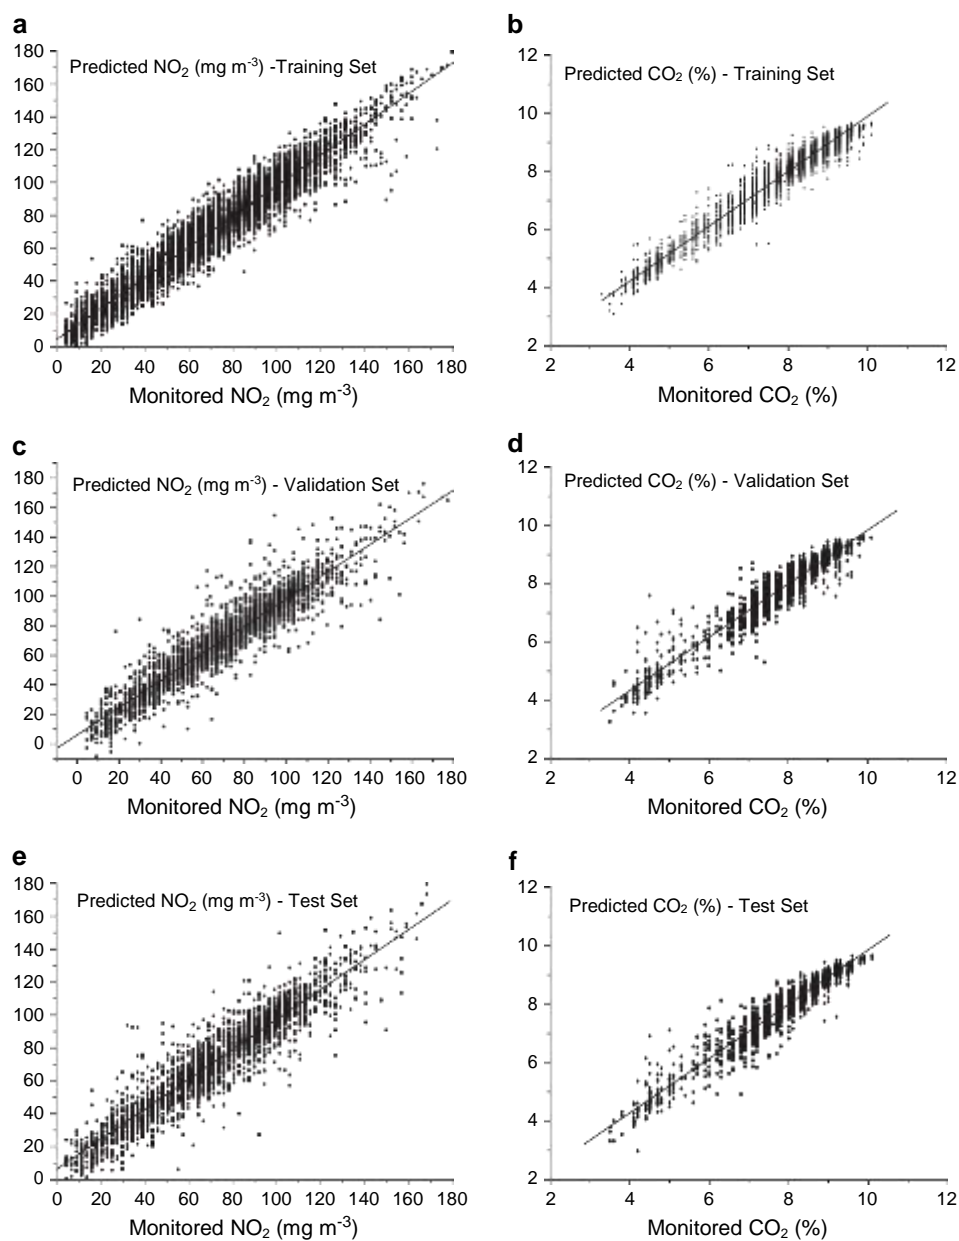 a
Predicted NO₂ (mg m⁻³) -Training Set
180
160
140
120
100
80
60
40
20
0
0 20 40 60 80 100 120 140 160 180
Monitored NO₂ (mg m⁻³)
b
Predicted CO₂ (%) - Training Set
12
10
8
6
4
2
2 4 6 8 10 12
Monitored CO₂ (%)
c
Predicted NO₂ (mg m⁻³) - Validation Set
180
160
140
120
100
80
60
40
20
0
0 20 40 60 80 100 120 140 160 180
Monitored NO₂ (mg m⁻³)
d
Predicted CO₂ (%) - Validation Set
12
10
8
6
4
2
2 4 6 8 10 12
Monitored CO₂ (%)
e
Predicted NO₂ (mg m⁻³) - Test Set
180
160
140
120
100
80
60
40
20
0
0 20 40 60 80 100 120 140 160 180
Monitored NO₂ (mg m⁻³)
f
Predicted CO₂ (%) - Test Set
12
10
8
6
4
2
2 4 6 8 10 12
Monitored CO₂ (%)